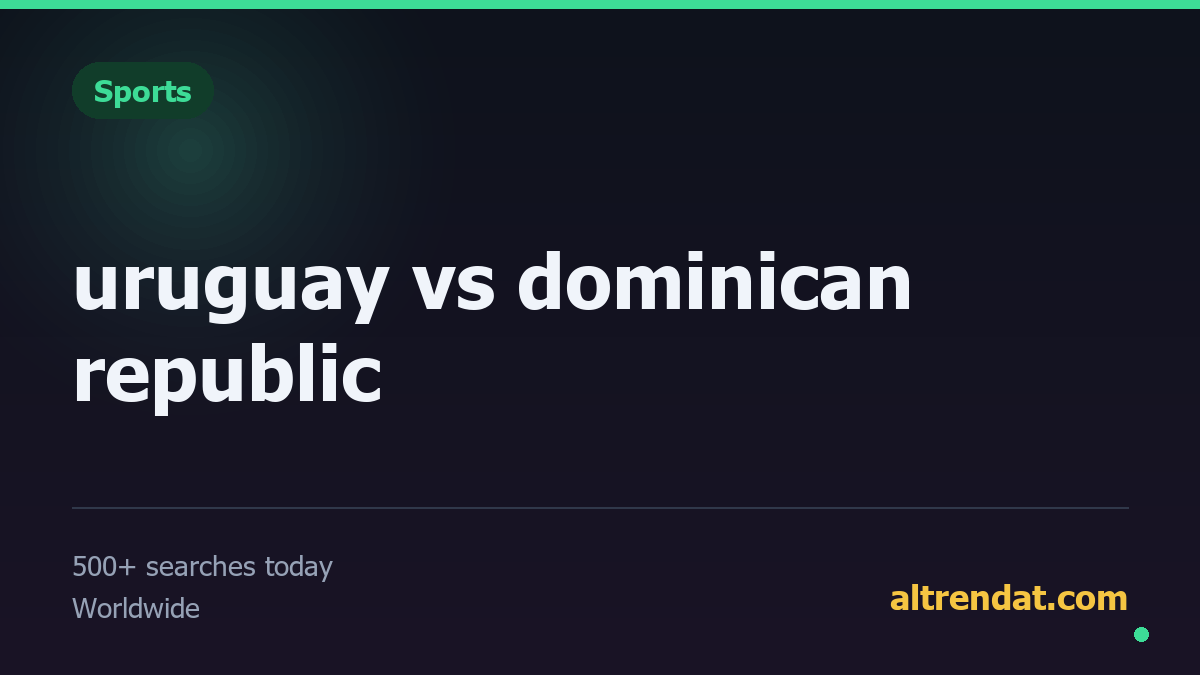 Sports
uruguay vs dominican
republic
500+ searches today
Worldwide
altrendat.com